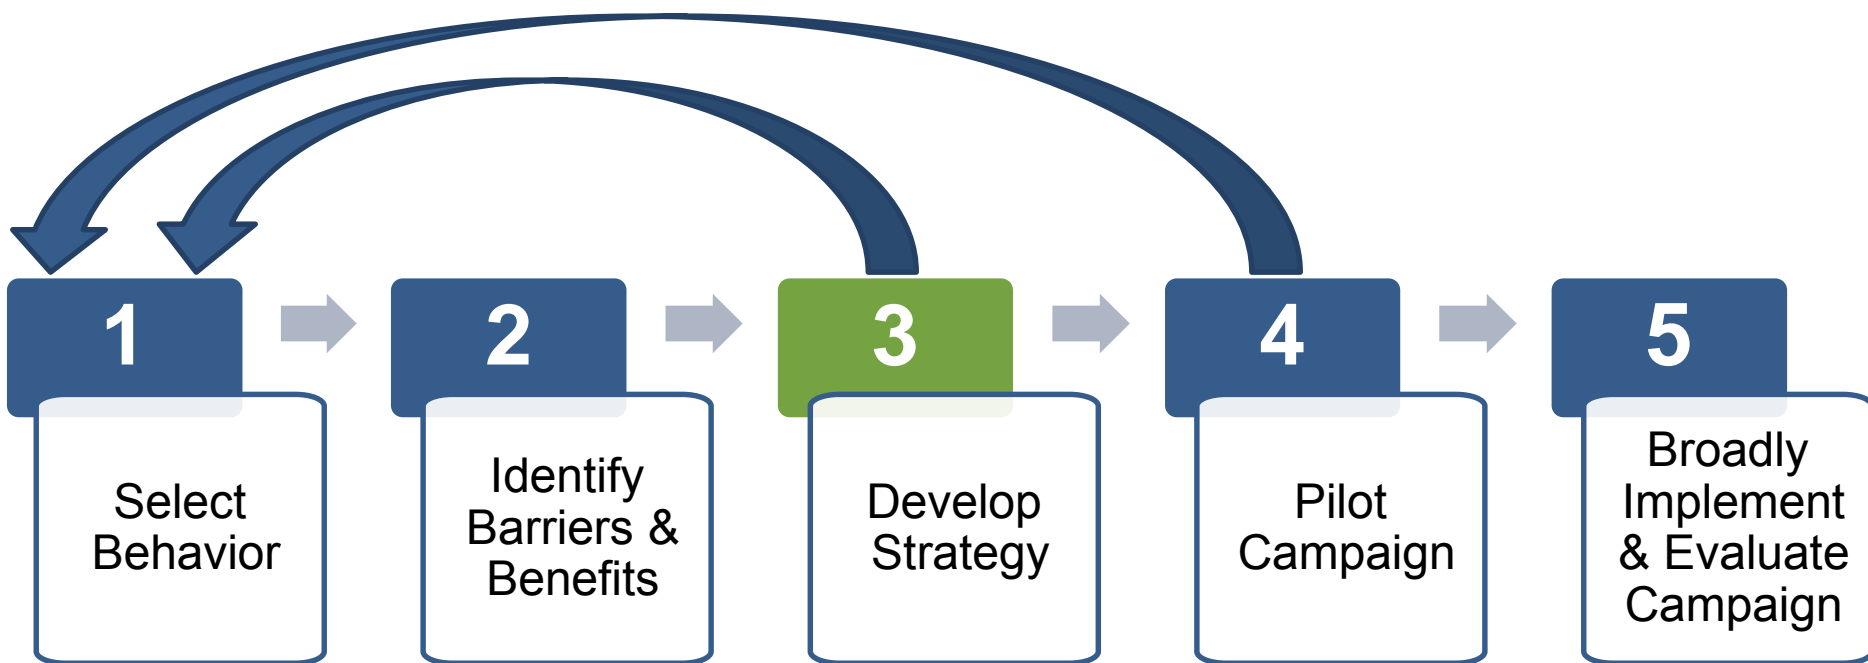 1
Select
Behavior
2
Identify
Barriers &
Benefits
3
Develop
Strategy
4
Pilot
Campaign
5
Broadly
Implement
& Evaluate
Campaign